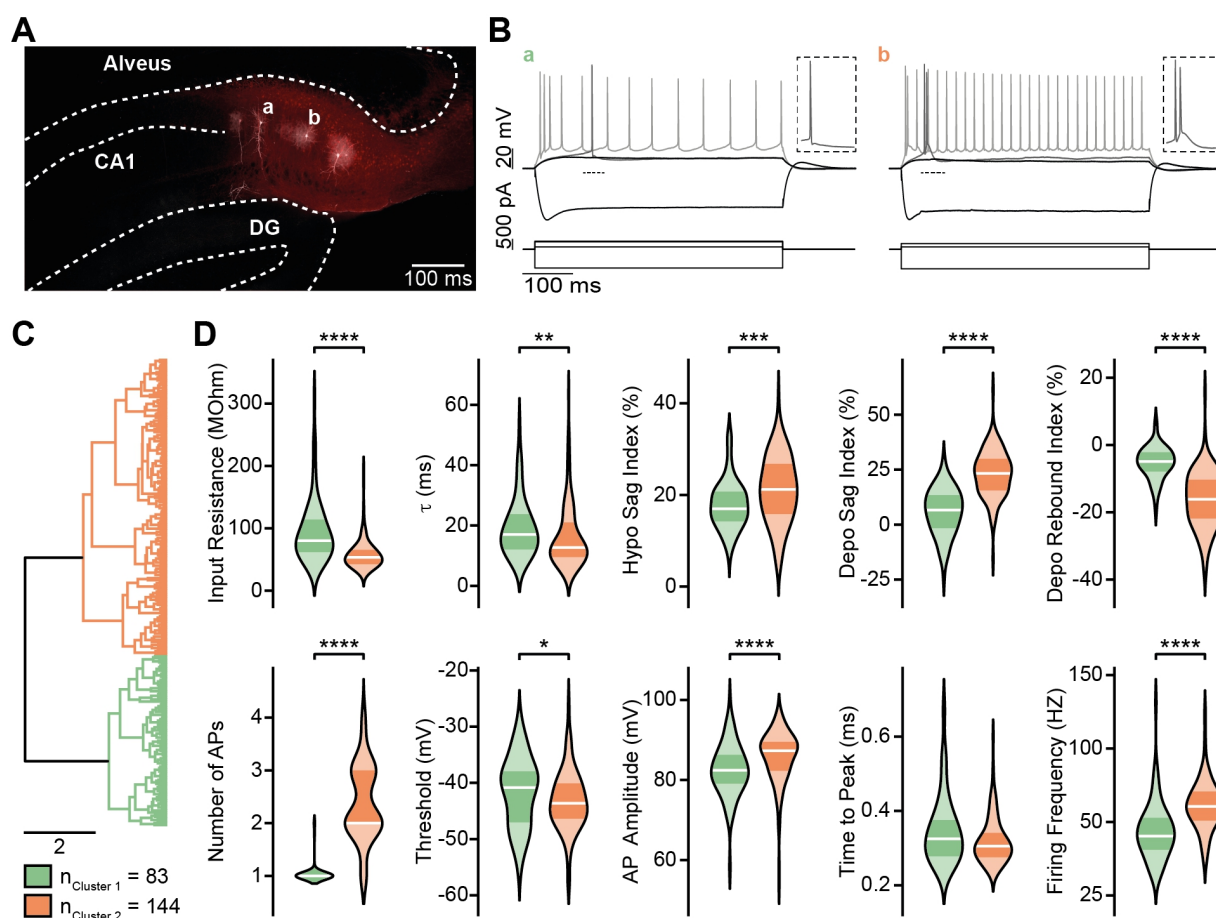 A
Alveus
a
b
CA1
DG
100 ms
B
a
b
20 mV
500 pA
100 ms
C
2
n Cluster 1 = 83
n Cluster 2 = 144
D
****
Input Resistance (MOhm)
300
200
100
0
**
τ (ms)
60
40
20
0
***
Hypo Sag Index (%)
40
20
0
****
Depo Sag Index (%)
50
25
0
-25
****
Depo Rebound Index (%)
20
0
-20
-40
****
Number of APs
4
3
2
1
*
Threshold (mV)
-20
-30
-40
-50
-60
****
AP Amplitude (mV)
100
80
60
Time to Peak (ms)
0.6
0.4
0.2
****
Firing Frequency (HZ)
150
100
50
25